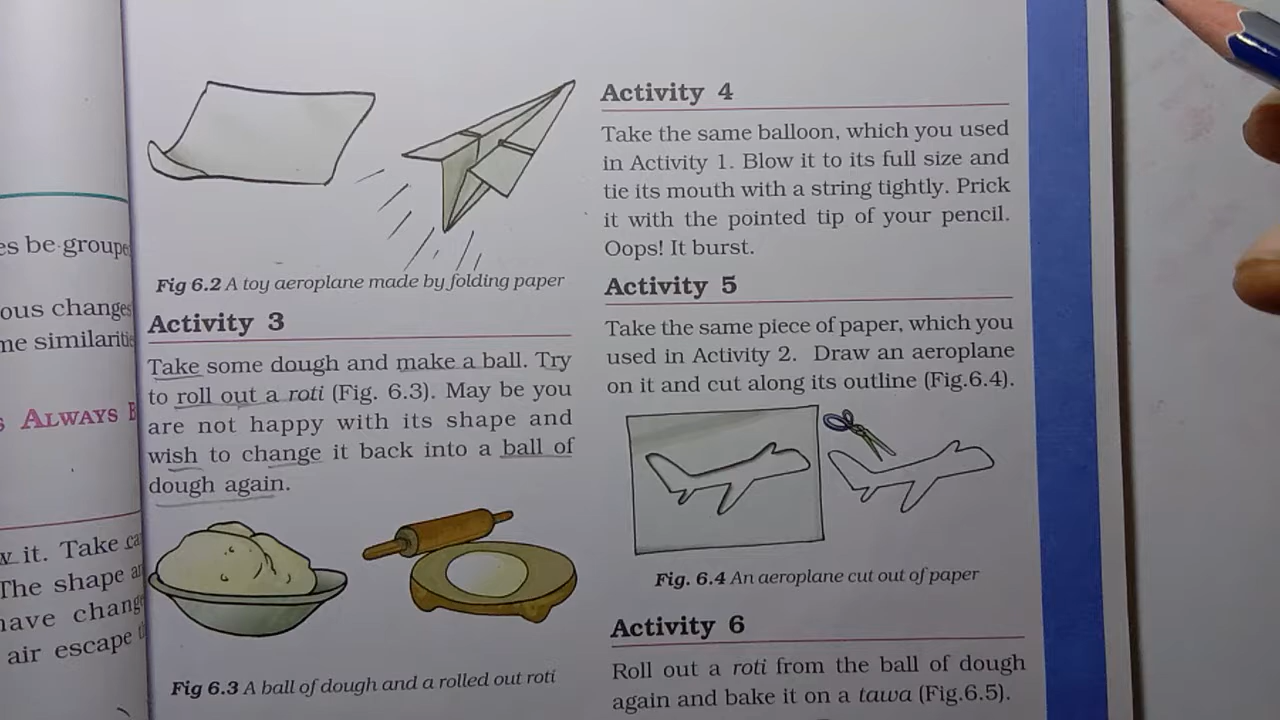 es be groupe
ous changes
me similaritie
S ALWAYS B
w it. Take ca
The shape a
have chang
air escape t
Fig 6.2 A toy aeroplane made by folding paper
Activity 3
Take some dough and make a ball. Try
to roll out a roti (Fig. 6.3). May be you
are not happy with its shape and
wish to change it back into a ball of
dough again.
Fig 6.3 A ball of dough and a rolled out roti
Activity 4
Take the same balloon, which you used
in Activity 1. Blow it to its full size and
tie its mouth with a string tightly. Prick
it with the pointed tip of your pencil.
Oops! It burst.
Activity 5
Take the same piece of paper, which you
used in Activity 2. Draw an aeroplane
on it and cut along its outline (Fig.6.4).
Fig. 6.4 An aeroplane cut out of paper
Activity 6
Roll out a roti from the ball of dough
again and bake it on a tawa (Fig.6.5).